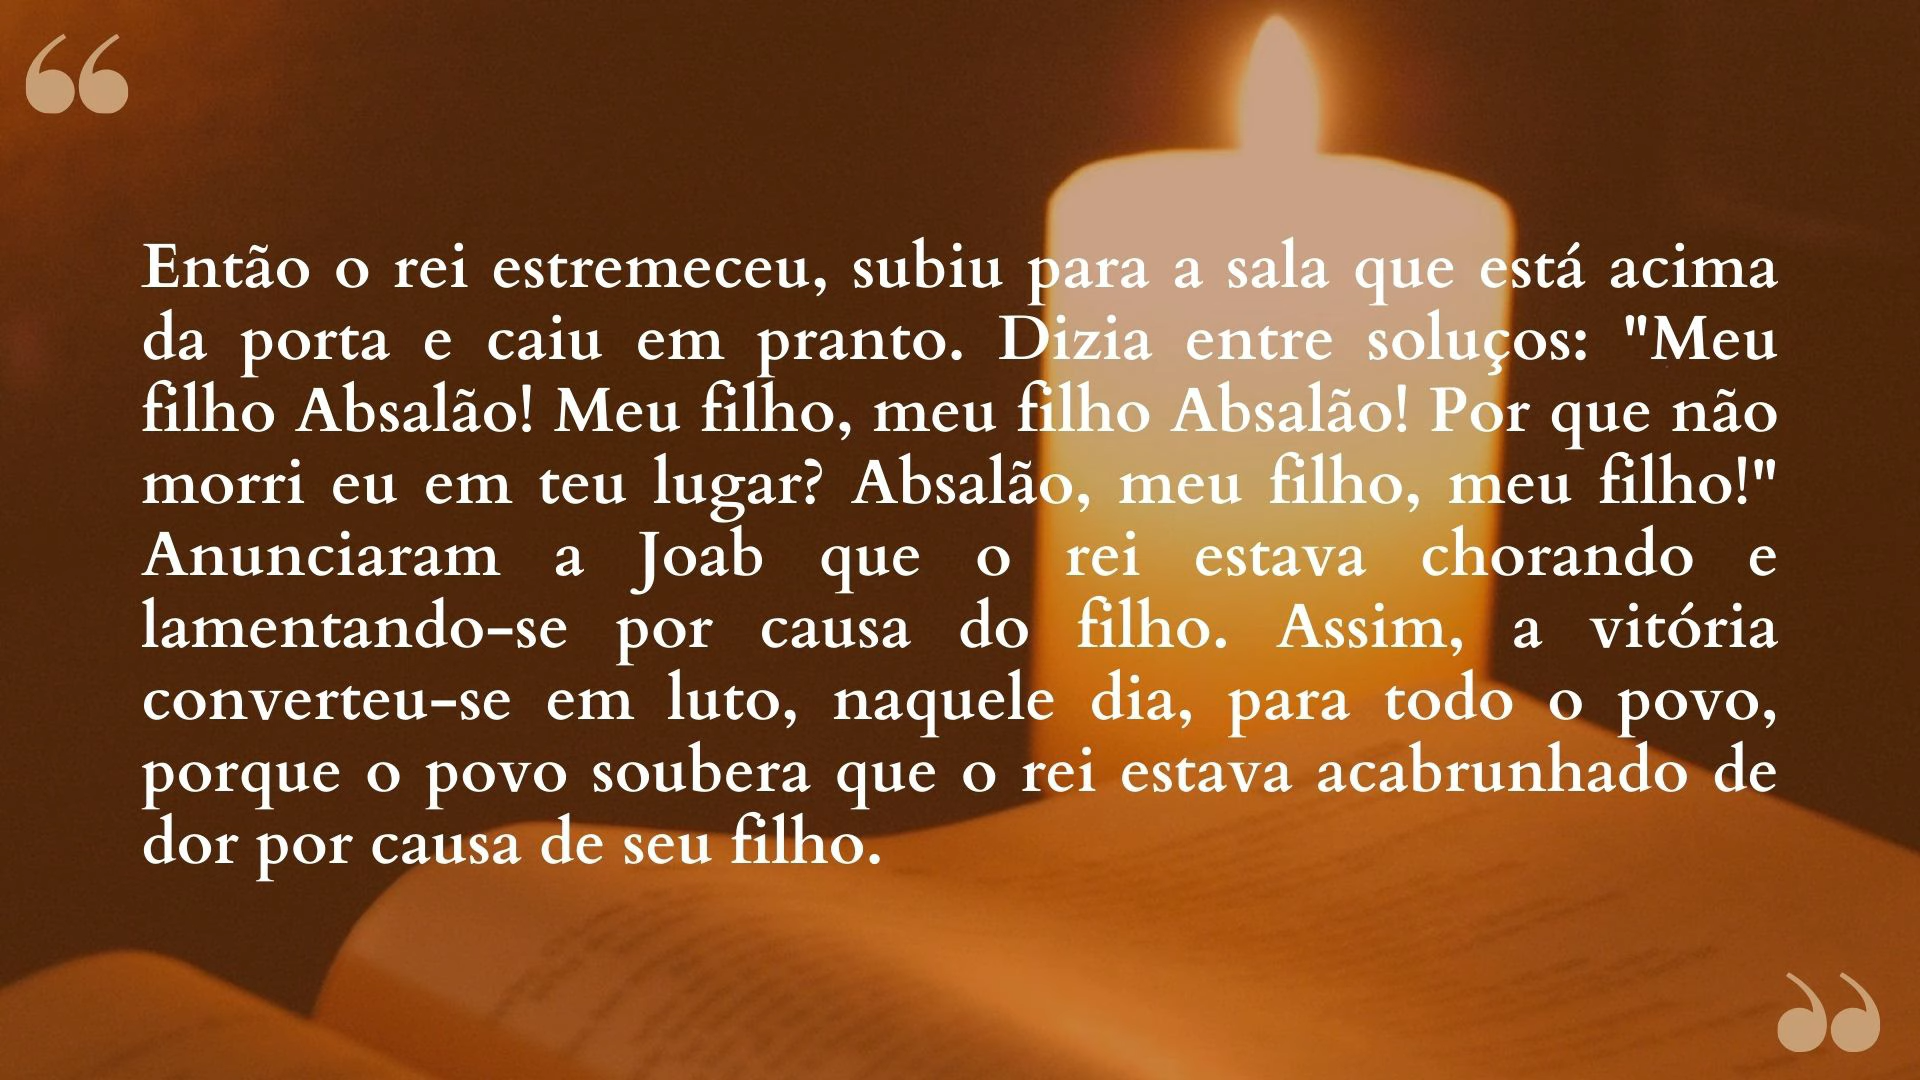 “
Então o rei estremeceu, subiu para a sala que está acima
da porta e caiu em pranto. Dizia entre soluços: "Meu
filho Absalão! Meu filho, meu filho Absalão! Por que não
morri eu em teu lugar? Absalão, meu filho, meu filho!"
Anunciaram a Joab que o rei estava chorando e
lamentando-se por causa do filho. Assim, a vitória
converteu-se em luto, naquele dia, para todo o povo,
porque o povo soubera que o rei estava acabrunhado de
dor por causa de seu filho.
”